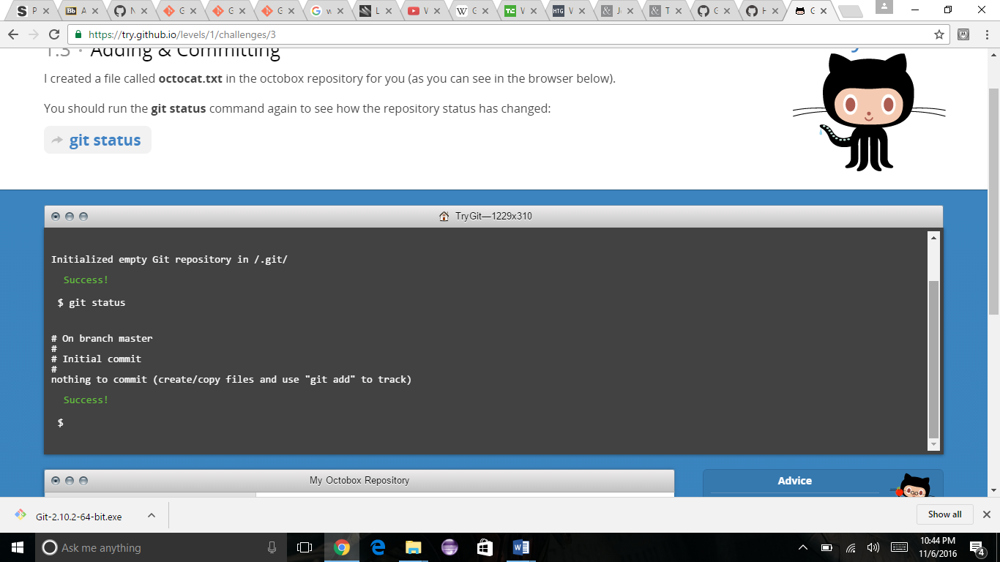 https://try.github.io/levels/1/challenges/3
1.3 · Adding & Committing
I created a file called octocat.txt in the octobox repository for you (as you can see in the browser below).
You should run the git status command again to see how the repository status has changed:
git status
TryGit—1229x310
Initialized empty Git repository in /.git/
Success!
$ git status
# On branch master
#
# Initial commit
#
nothing to commit (create/copy files and use "git add" to track)
Success!
$
My Octobox Repository
Advice
Git-2.10.2-64-bit.exe
Show all
Ask me anything
10:44 PM
11/6/2016
4